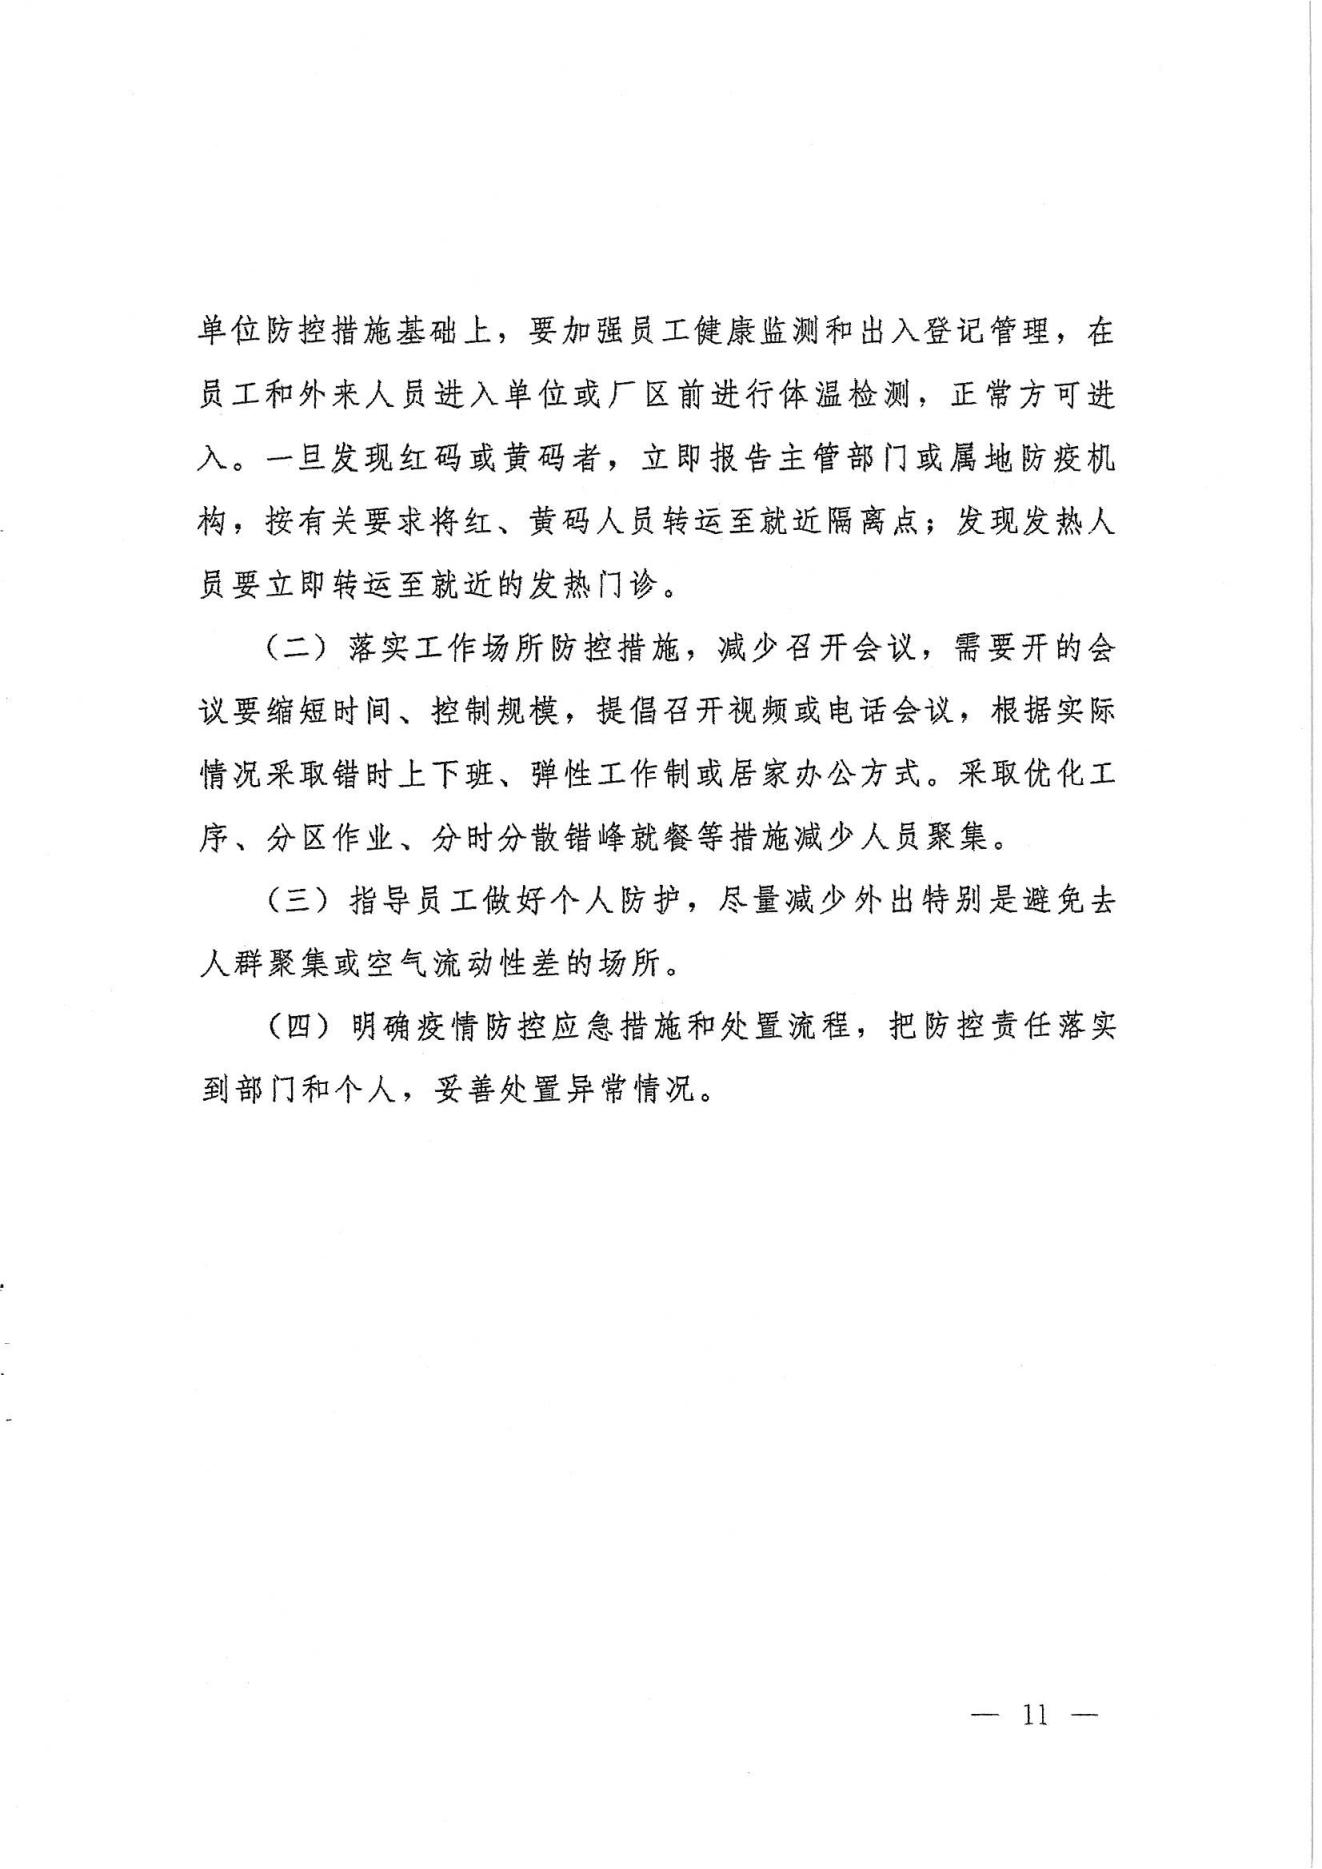 单位防控措施基础上，要加强员工健康监测和出入登记管理，在
员工和外来人员进入单位或厂区前进行体温检测，正常方可进
入。一旦发现红码或黄码者，立即报告主管部门或属地防疫机
构，按有关要求将红、黄码人员转运至就近隔离点；发现发热人
员要立即转运至就近的发热门诊。
（二）落实工作场所防控措施，减少召开会议，需要开的会
议要缩短时间、控制规模，提倡召开视频或电话会议，根据实际
情况采取错时上下班、弹性工作制或居家办公方式。采取优化工
序、分区作业、分时分散错峰就餐等措施减少人员聚集。
（三）指导员工做好个人防护，尽量减少外出特别是避免去
人群聚集或空气流动性差的场所。
（四）明确疫情防控应急措施和处置流程，把防控责任落实
到部门和个人，妥善处置异常情况。
— 11 —